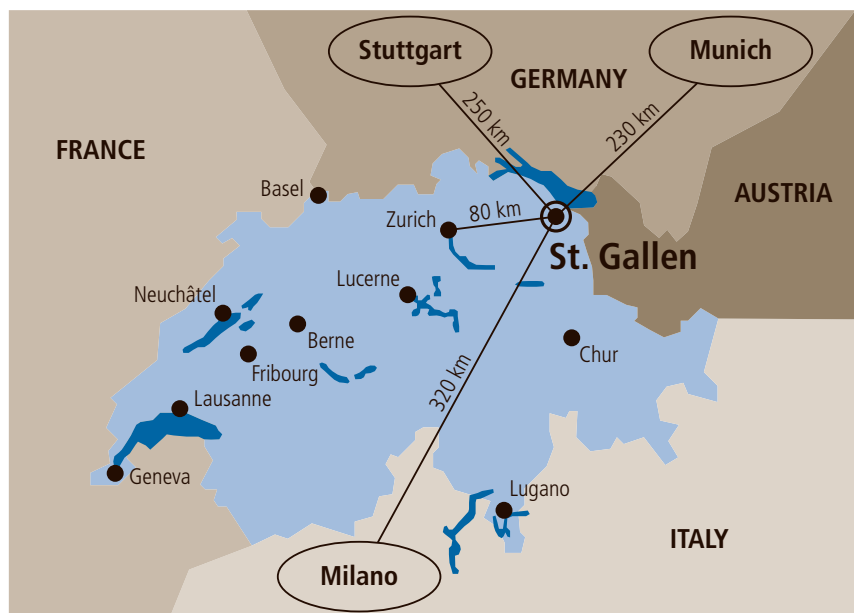 Stuttgart
Munich
GERMANY
250 km
230 km
FRANCE
AUSTRIA
Basel
80 km
Zurich
St. Gallen
Lucerne
Neuchâtel
Berne
Chur
Fribourg
320 km
Lausanne
Geneva
Lugano
ITALY
Milano